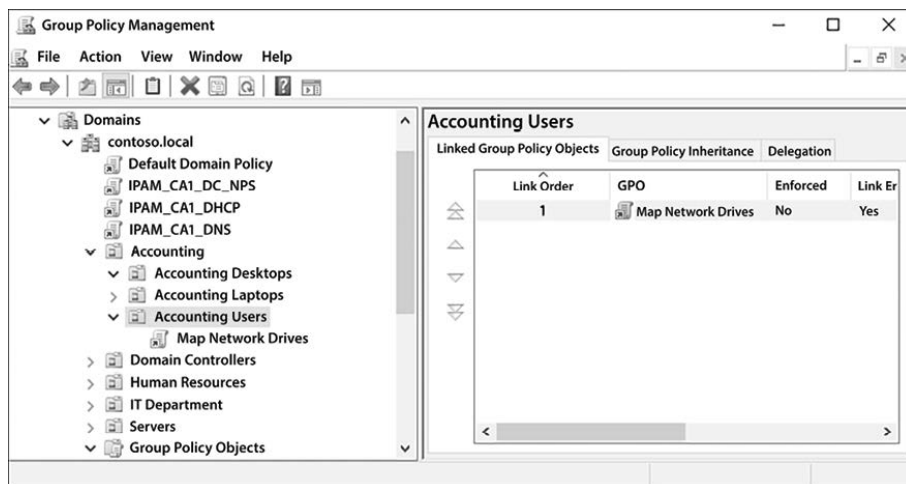 Group Policy Management
File Action View Window Help
Domains
contoso.local
Default Domain Policy
IPAM_CA1_DC_NPS
IPAM_CA1_DHCP
IPAM_CA1_DNS
Accounting
Accounting Desktops
Accounting Laptops
Accounting Users
Map Network Drives
Domain Controllers
Human Resources
IT Department
Servers
Group Policy Objects
Accounting Users
Linked Group Policy Objects Group Policy Inheritance Delegation
Link Order GPO Enforced Link Er
1 Map Network Drives No Yes